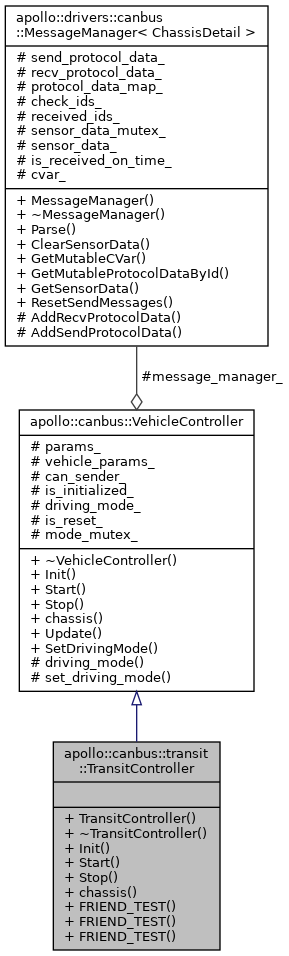 apollo::drivers::canbus
::MessageManager< ChassisDetail >
# send_protocol_data_
# recv_protocol_data_
# protocol_data_map_
# check_ids_
# received_ids_
# sensor_data_mutex_
# sensor_data_
# is_received_on_time_
# cvar_
+ MessageManager()
+ ~MessageManager()
+ Parse()
+ ClearSensorData()
+ GetMutableCVar()
+ GetMutableProtocolDataById()
+ GetSensorData()
+ ResetSendMessages()
# AddRecvProtocolData()
# AddSendProtocolData()
#message_manager_
apollo::canbus::VehicleController
# params_
# vehicle_params_
# can_sender_
# is_initialized_
# driving_mode_
# is_reset_
# mode_mutex_
+ ~VehicleController()
+ Init()
+ Start()
+ Stop()
+ chassis()
+ Update()
+ SetDrivingMode()
# driving_mode()
# set_driving_mode()
apollo::canbus::transit
::TransitController
+ TransitController()
+ ~TransitController()
+ Init()
+ Start()
+ Stop()
+ chassis()
+ FRIEND_TEST()
+ FRIEND_TEST()
+ FRIEND_TEST()